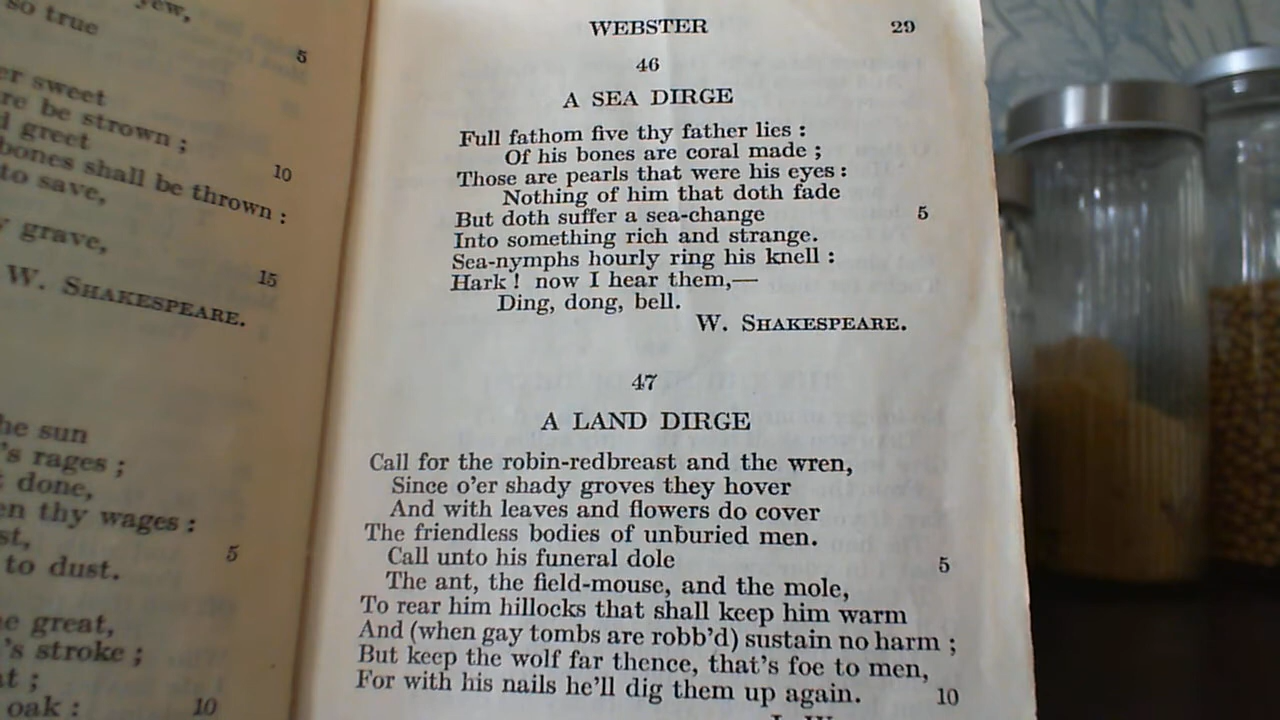 yew,
so true
5
sweet
be strown ;
greet
10
bones shall be thrown :
to save,
grave,
15
W. SHAKESPEARE.
sun
rages ;
done,
thy wages :
5
to dust.
great,
stroke ;
oak :
10
WEBSTER 29
46
A SEA DIRGE
Full fathom five thy father lies :
Of his bones are coral made ;
Those are pearls that were his eyes :
Nothing of him that doth fade
But doth suffer a sea-change 5
Into something rich and strange.
Sea-nymphs hourly ring his knell :
Hark ! now I hear them,—
Ding, dong, bell.
W. SHAKESPEARE.
47
A LAND DIRGE
Call for the robin-redbreast and the wren,
Since o'er shady groves they hover
And with leaves and flowers do cover
The friendless bodies of unburied men.
Call unto his funeral dole 5
The ant, the field-mouse, and the mole,
To rear him hillocks that shall keep him warm
And (when gay tombs are robb'd) sustain no harm ;
But keep the wolf far thence, that's foe to men,
For with his nails he'll dig them up again. 10